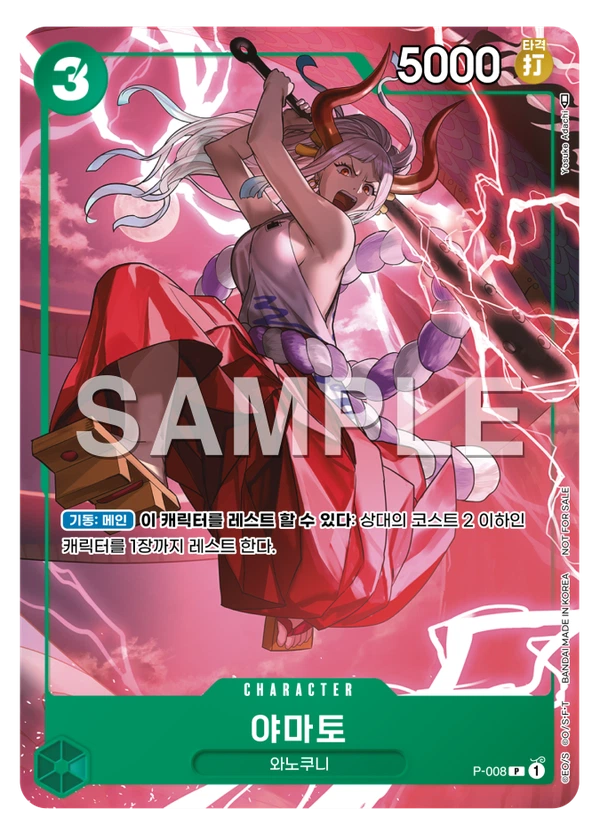 3
5000
타격
打
Yosuke Adachi
SAMPLE
기동: 메인 이 캐릭터를 레스트 할 수 있다: 상대의 코스트 2 이하인
캐릭터를 1장까지 레스트 한다.
©EO/S ©O/S·F·T BANDAI MADE IN KOREA NOT FOR SALE
CHARACTER
야마토
와노쿠니
P-008 P 1